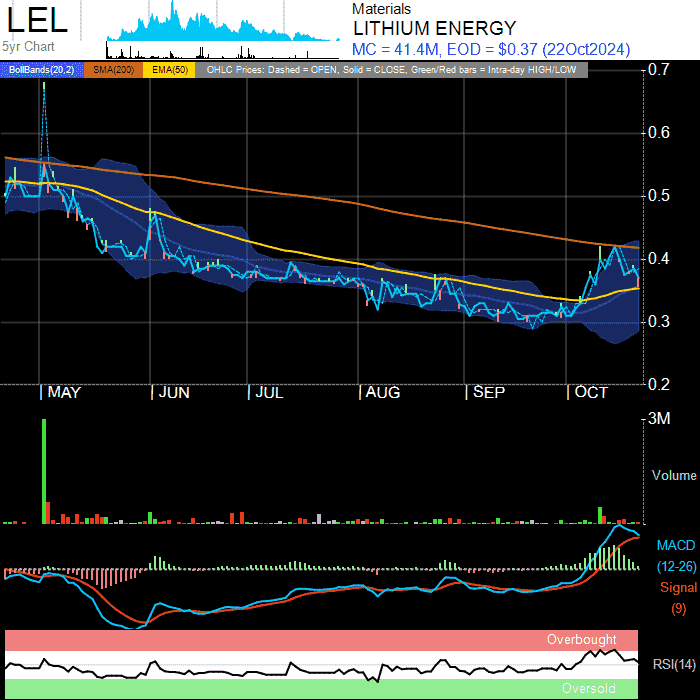 LEL
5yr Chart
Materials
LITHIUM ENERGY
MC = 41.4M, EOD = $0.37 (22Oct2024)
BollBands(20,2) SMA(200) EMA(50) OHLC Prices: Dashed = OPEN, Solid = CLOSE, Green/Red bars = Intra-day HIGH/LOW
0.7
0.6
0.5
0.4
0.3
0.2
MAY JUN JUL AUG SEP OCT
3M
Volume
MACD
(12-26)
Signal
(9)
Overbought
RSI(14)
Oversold